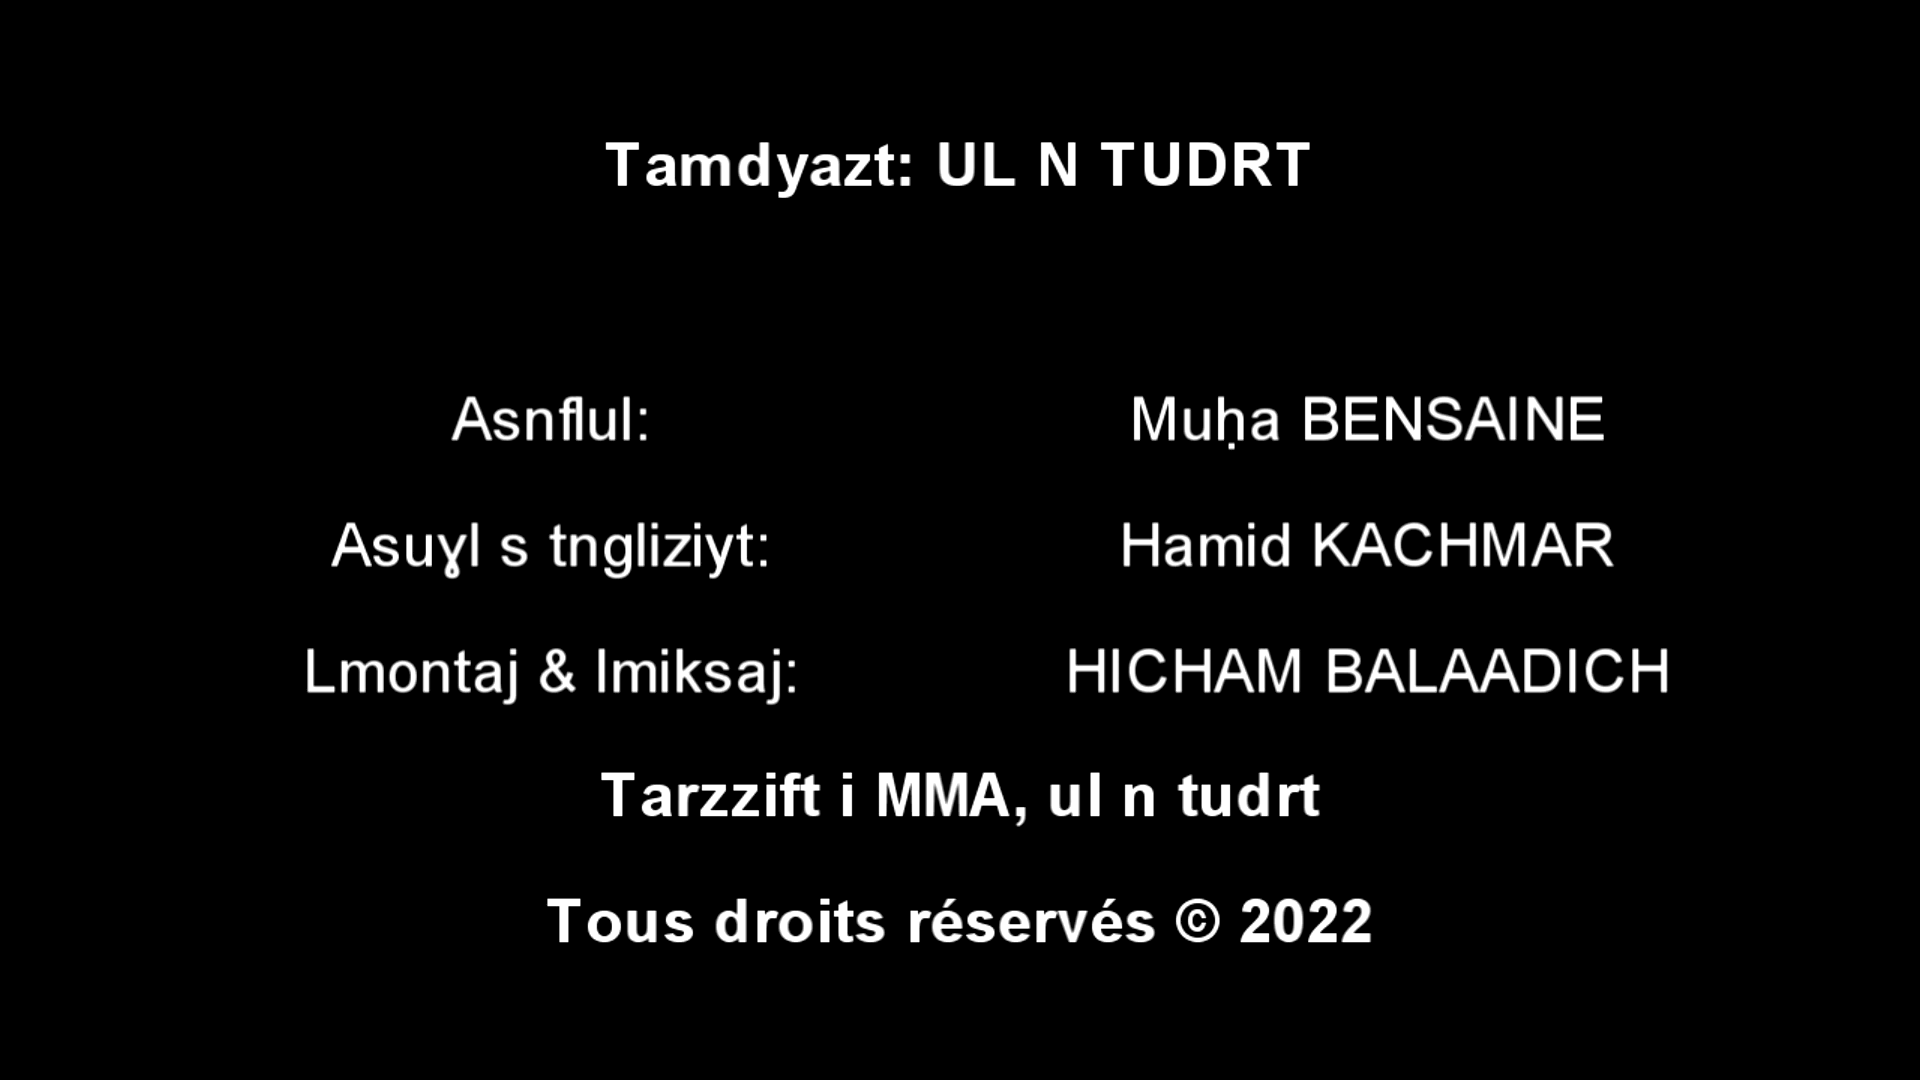 Tamdyazt: UL N TUDRT
Asnflul: Muḥa BENSAINE
Asuɣl s tngliziyt: Hamid KACHMAR
Lmontaj & lmiksaj: HICHAM BALAADICH
Tarzzift i MMA, ul n tudrt
Tous droits réservés © 2022